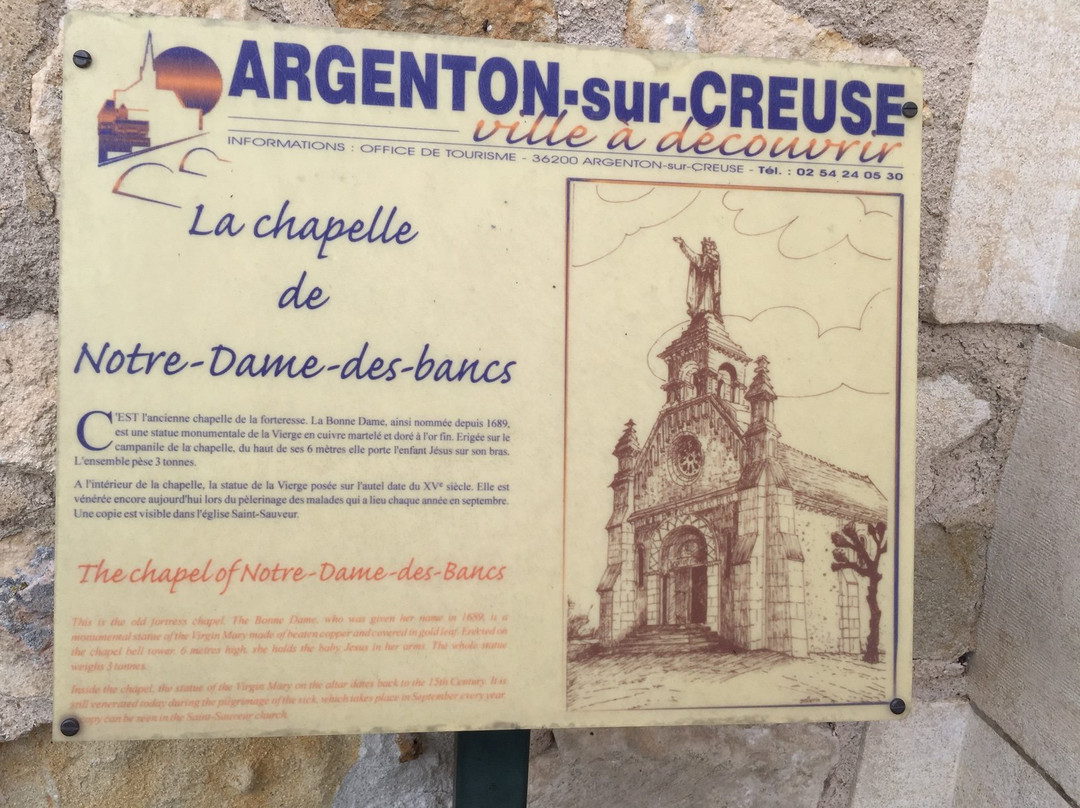 ARGENTON-sur-CREUSE
ville à découvrir
INFORMATIONS : OFFICE DE TOURISME - 36200 ARGENTON-sur-CREUSE - Tél. : 02 54 24 05 30
La chapelle
de
Notre-Dame-des-bancs
C'EST l'ancienne chapelle de la forteresse. La Bonne Dame, ainsi nommée depuis 1689,
est une statue monumentale de la Vierge en cuivre martelé et doré à l'or fin. Erigée sur le
campanile de la chapelle, du haut de ses 6 mètres elle porte l'enfant Jésus sur son bras.
L'ensemble pèse 3 tonnes.
A l'intérieur de la chapelle, la statue de la Vierge posée sur l'autel date du XVe siècle. Elle est
vénérée encore aujourd'hui lors du pèlerinage des malades qui a lieu chaque année en septembre.
Une copie est visible dans l'église Saint-Sauveur.
The chapel of Notre-Dame-des-Bancs
This is the old fortress chapel. The Bonne Dame, who was given her name in 1689, is a
monumental statue of the Virgin Mary made of beaten copper and covered in gold leaf. Erekted on
the chapel bell tower, 6 metres high, she holds the baby Jesus in her arms. The whole statue
weighs 3 tonnes.
Inside the chapel, the statue of the Virgin Mary on the altar dates back to the 15th Century. It is
still venerated today during the pilgrimage of the sick, which takes place in September every year.
copy can be seen in the Saint-Sauveur church.